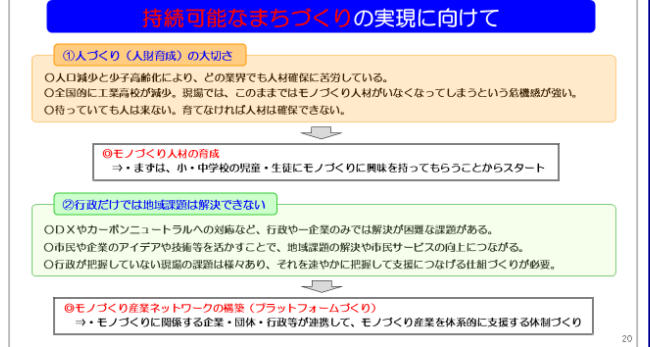 持続可能なまちづくりの実現に向けて
①人づくり（人財育成）の大切さ
〇人口減少と少子高齢化により、どの業界でも人材確保に苦労している。
〇全国的に工業高校が減少。現場では、このままではモノづくり人材がいなくなってしまうという危機感が強い。
〇待っていても人は来ない。育てなければ人材は確保できない。
◎モノづくり人材の育成
⇒・まずは、小・中学校の児童・生徒にモノづくりに興味を持ってもらうことからスタート
②行政だけでは地域課題は解決できない
〇ＤＸやカーボンニュートラルへの対応など、行政や一企業のみでは解決が困難な課題がある。
〇市民や企業のアイデアや技術等を活かすことで、地域課題の解決や市民サービスの向上につながる。
〇行政が把握していない現場の課題は様々あり、それを速やかに把握して支援につなげる仕組づくりが必要。
◎モノづくり産業ネットワークの構築（プラットフォームづくり）
⇒・モノづくりに関係する企業・団体・行政等が連携して、モノづくり産業を体系的に支援する体制づくり
20